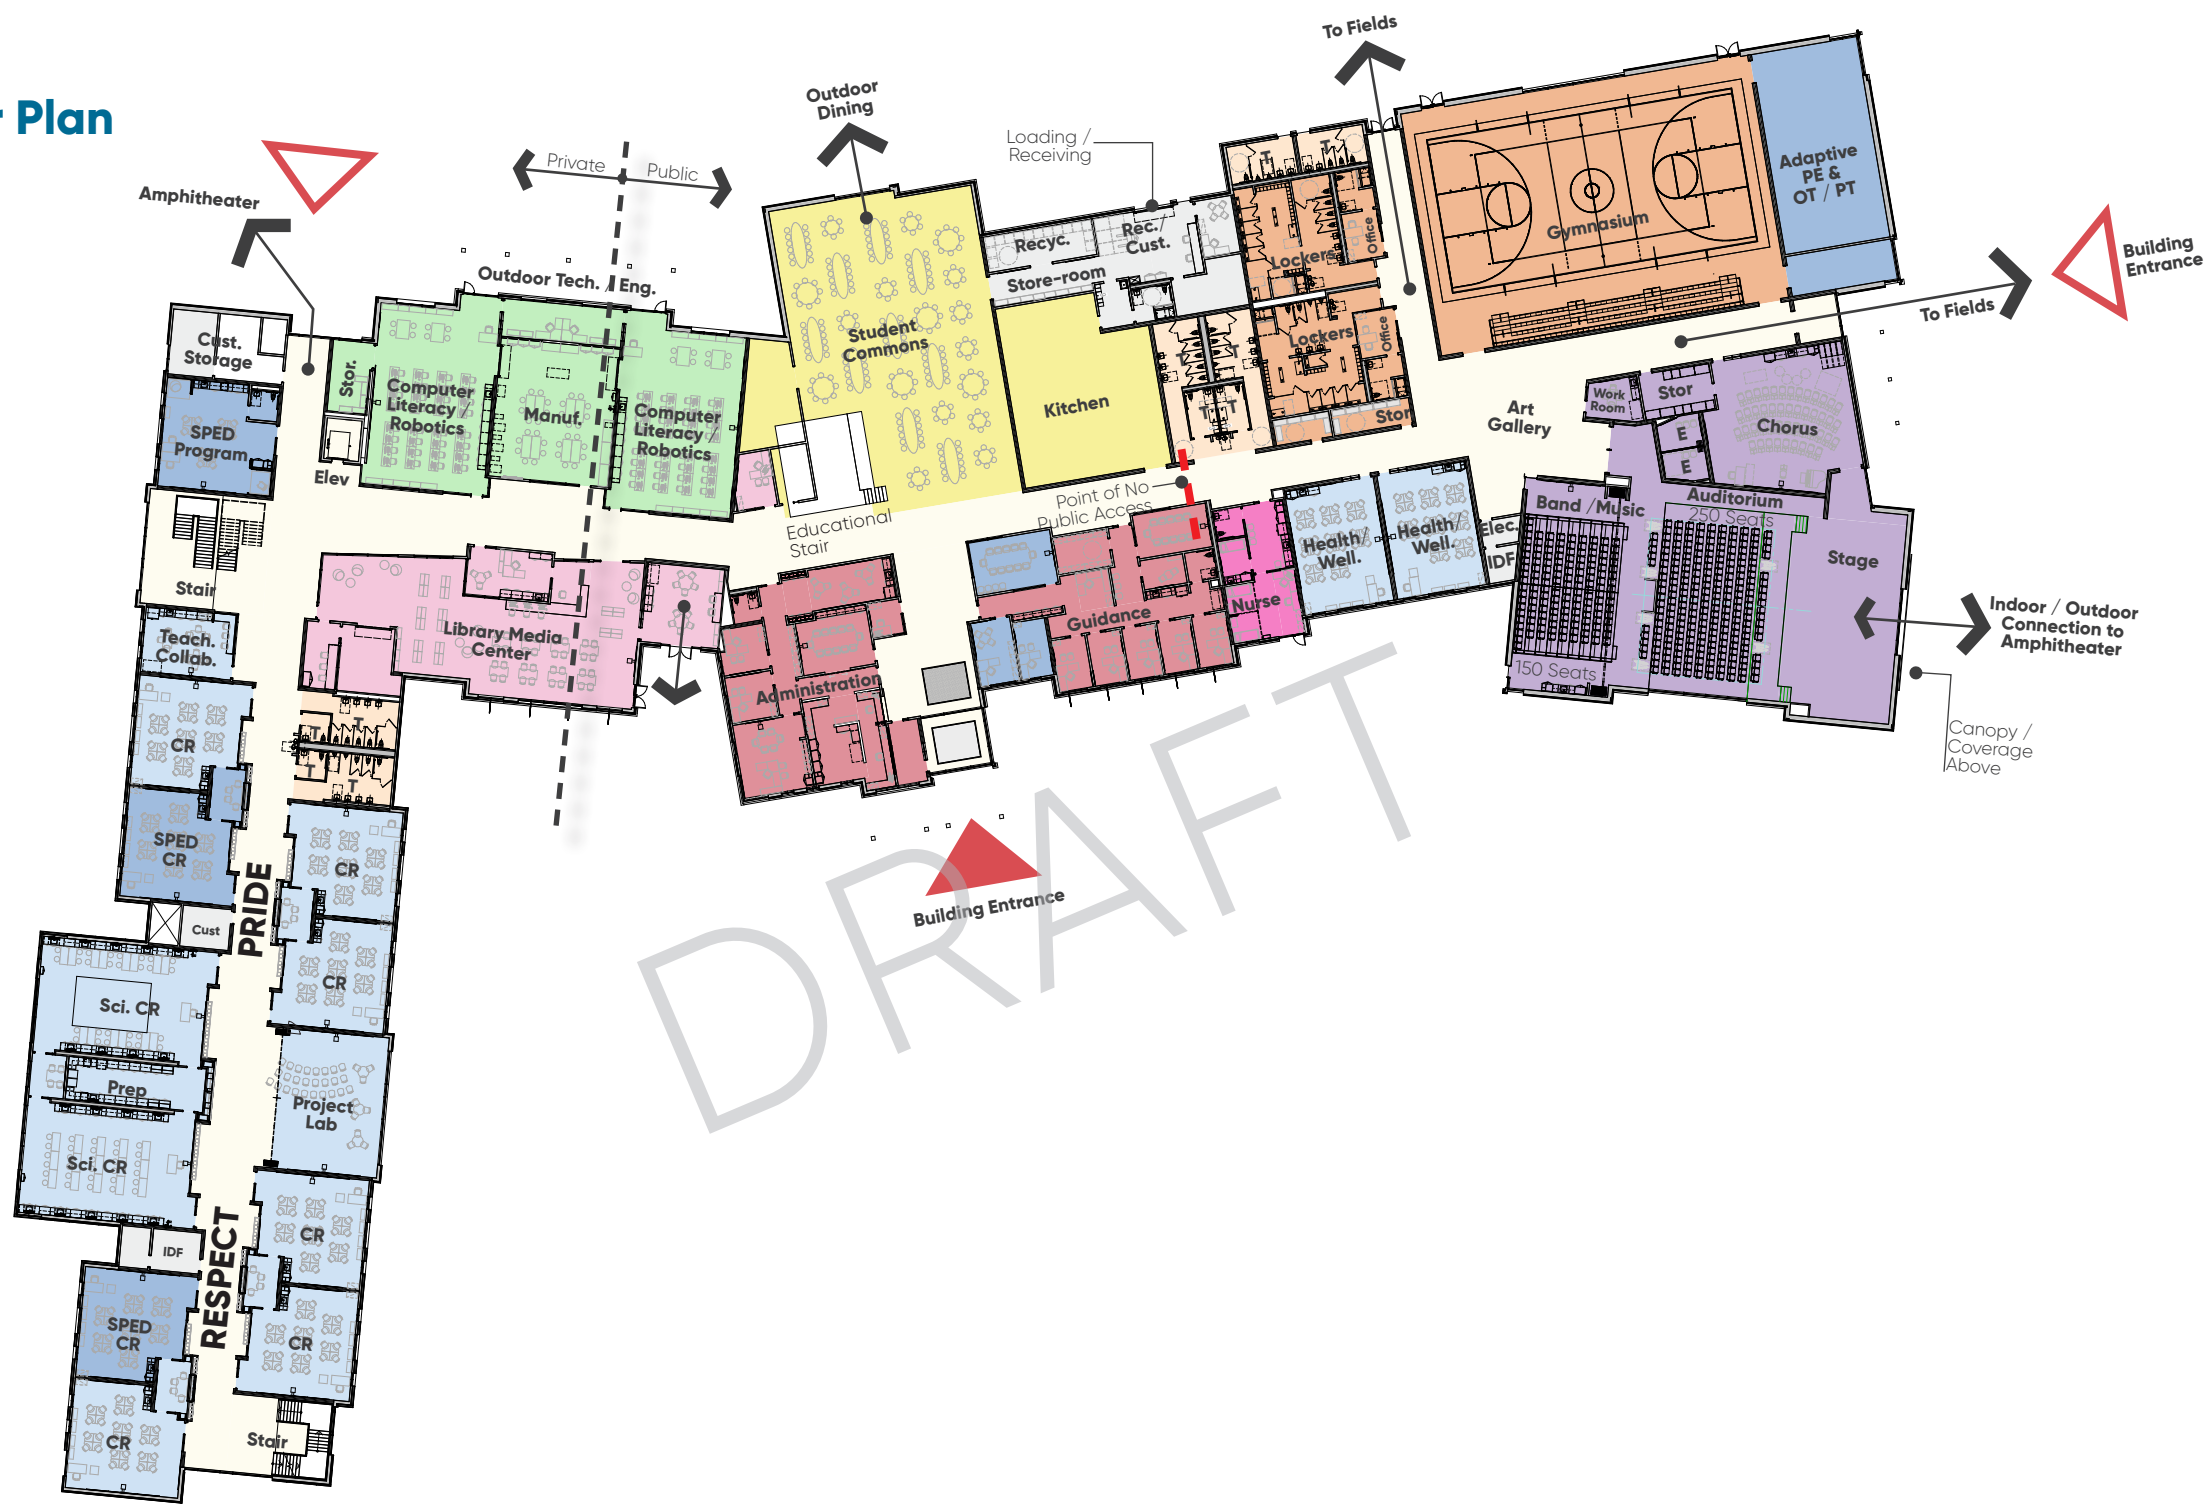 Plan
Amphitheater
Private
Public
Outdoor
Dining
Loading /
Receiving
To Fields
Building
Entrance
To Fields
Adaptive
PE &
OT / PT
Gymnasium
Outdoor Tech. / Eng.
Recyc.
Rec./
Cust.
Store-room
T
T
Office
Lockers
Lockers
Office
Stor
Cust.
Storage
SPED
Program
Stor.
Elev
Computer
Literacy /
Robotics
Manuf.
Computer
Literacy /
Robotics
Student
Commons
Kitchen
T
T
T
T
Art
Gallery
Work
Room
Stor
E
E
Chorus
Auditorium
250 Seats
Band / Music
150 Seats
Stage
Indoor / Outdoor
Connection to
Amphitheater
Canopy /
Coverage
Above
Educational
Stair
Point of No
Public Access
Health/
Well.
Health/
Well.
Elec.
IDF
Nurse
Guidance
Administration
Library Media
Center
Stair
Teach.
Collab.
CR
T
T
T
T
SPED
CR
PRIDE
CR
Cust
CR
Sci. CR
Prep
Project
Lab
Sci. CR
RESPECT
CR
IDF
SPED
CR
CR
CR
Stair
Building Entrance
DRAFT